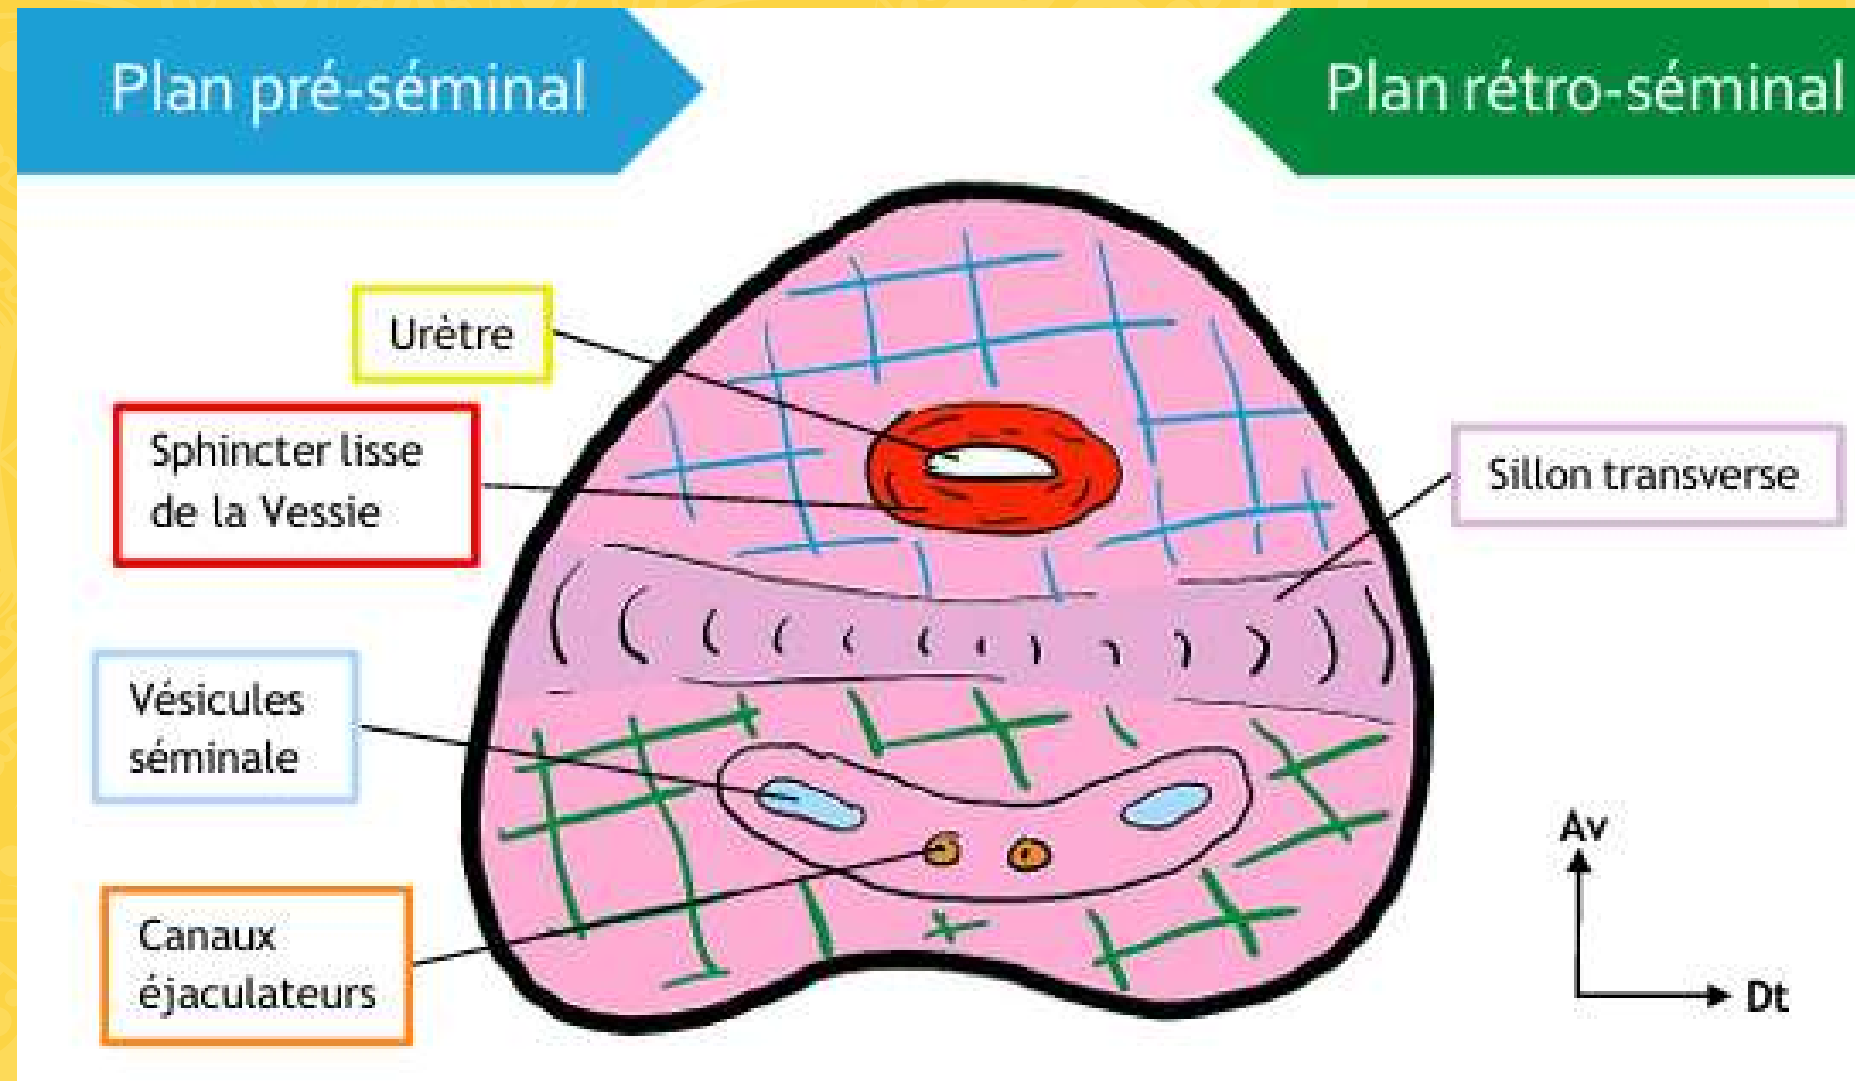 Plan pré-séminal
Plan rétro-séminal
Urètre
Sphincter lisse
de la Vessie
Sillon transverse
Vésicules
séminale
Canaux
éjaculateurs
Av
Dt